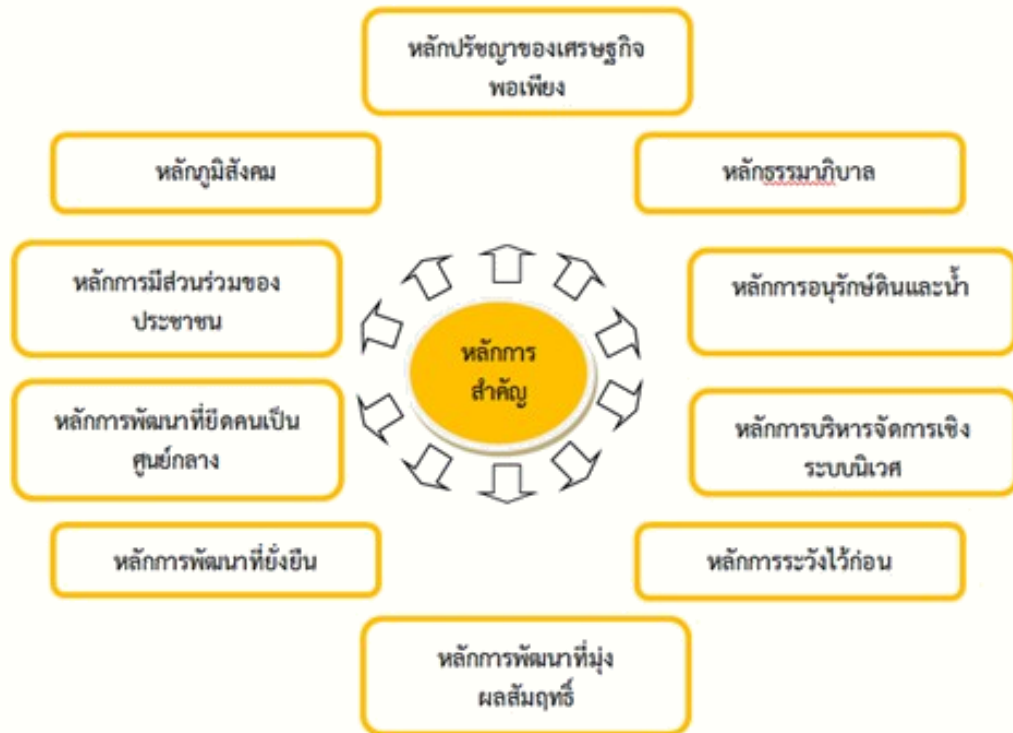 หลักปรัชญาของเศรษฐกิจ
พอเพียง
หลักภูมิสังคม
หลักธรรมาภิบาล
หลักการมีส่วนร่วมของ
ประชาชน
หลักการอนุรักษ์ดินและน้ำ
หลักการ
สำคัญ
หลักการพัฒนาที่ยึดคนเป็น
ศูนย์กลาง
หลักการบริหารจัดการเชิง
ระบบนิเวศ
หลักการพัฒนาที่ยั่งยืน
หลักการระวังไว้ก่อน
หลักการพัฒนาที่มุ่ง
ผลสัมฤทธิ์